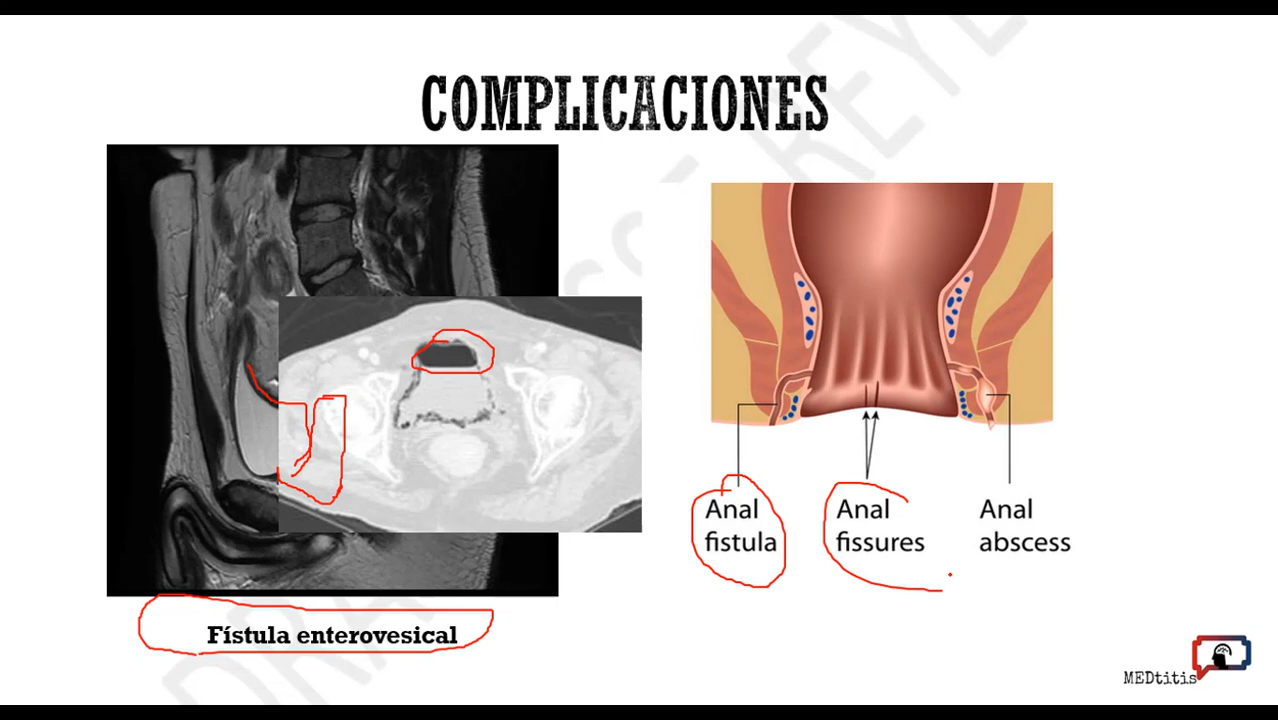 COMPLICACIONES
Anal
fistula
Anal
fissures
Anal
abscess
Fístula enterovesical
MEDtitis